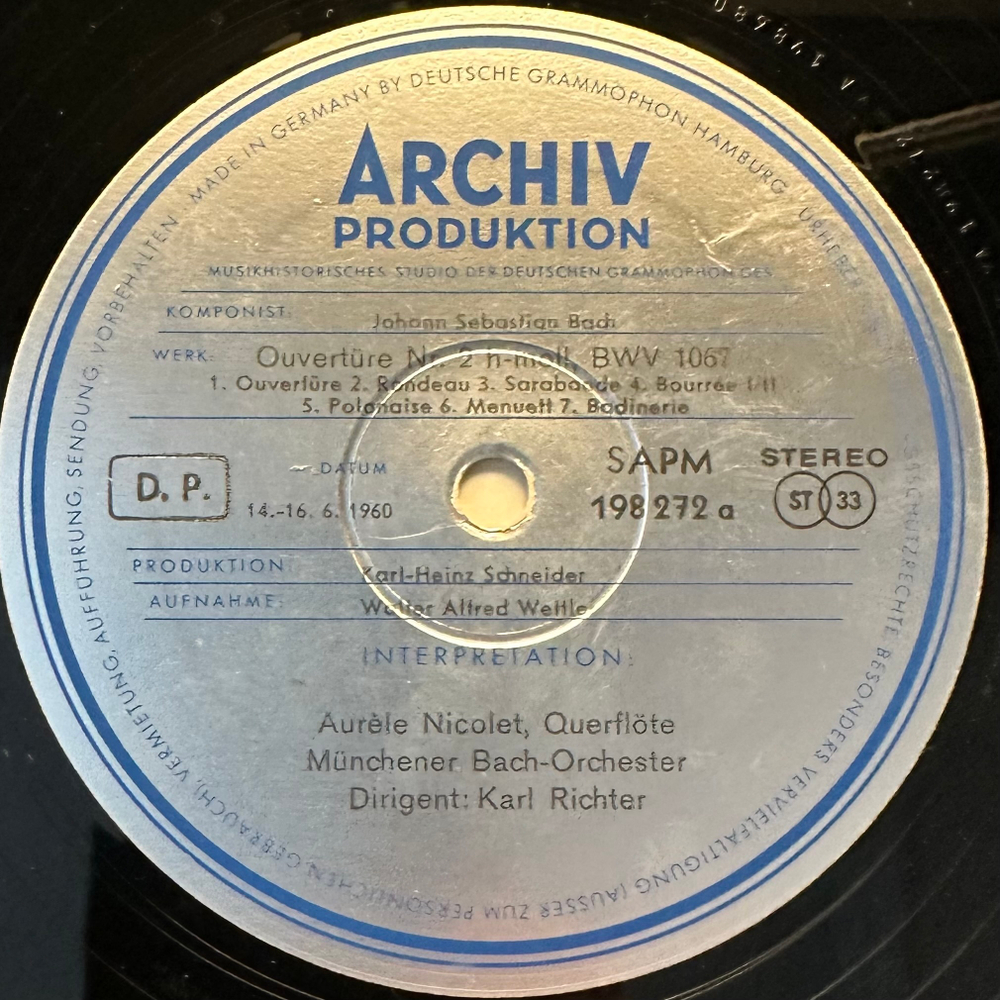 MADE IN GERMANY BY DEUTSCHE GRAMMOPHON HAMBURG
ARCHIV
PRODUKTION
MUSIKHISTORISCHES STUDIO DER DEUTSCHEN GRAMMOPHON GES
KOMPONIST: Johann Sebastian Bach
WERK: Ouvertüre Nr. 2 h-moll, BWV 1067
1. Ouvertüre 2. Rondeau 3. Sarabande 4. Bourrée I/II
5. Polonaise 6. Menuett 7. Badinerie
D. P.
DATUM
14.-16. 6. 1960
SAPM
198 272 a
STEREO
ST 33
PRODUKTION Karl-Heinz Schneider
AUFNAHME: Walter Alfred Wettler
INTERPRETATION:
Aurèle Nicolet, Querflöte
Münchener Bach-Orchester
Dirigent: Karl Richter
URHEBER LEISTUNGSSCHUTZRECHTE BESONDERS VERVIELFÄLTIGUNG (AUSSER ZUM PERSÖNLICHEN GEBRAUCH), VERMIETUNG, AUFFÜHRUNG, SENDUNG, VORBEHALTEN